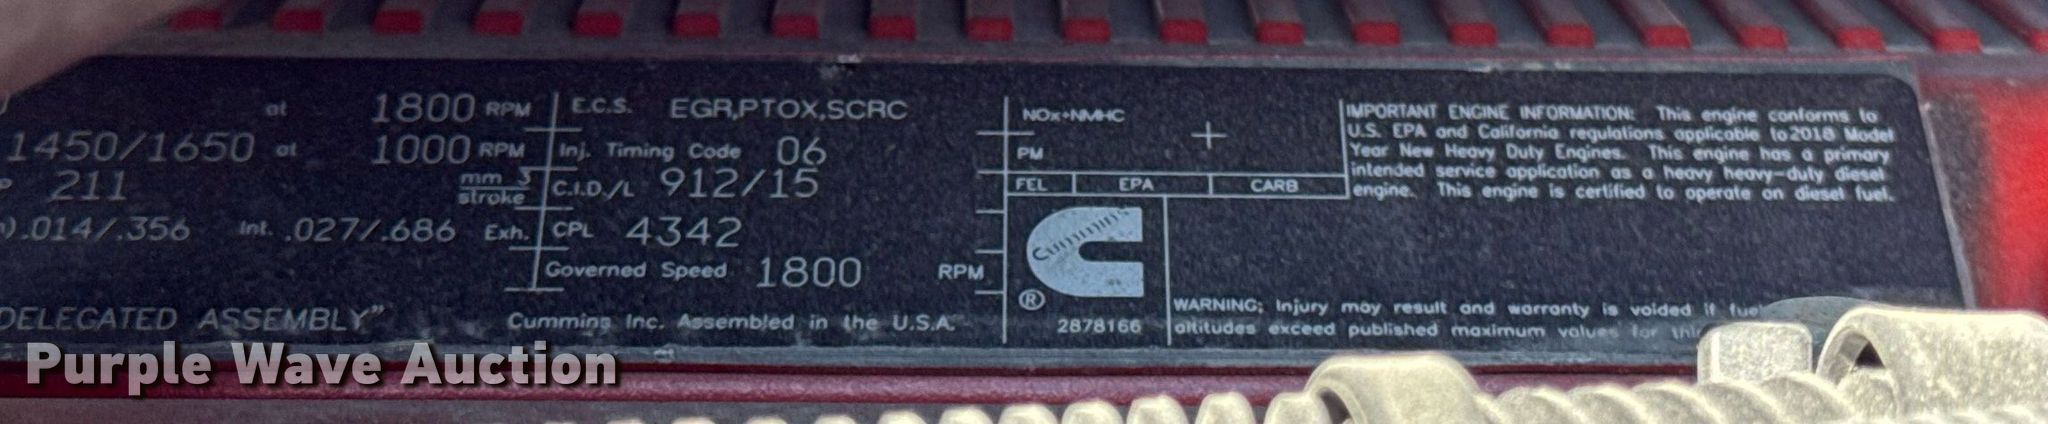 at 1800 RPM
1450/1650 at 1000 RPM
211 mm 3 stroke
.014/.356 Int. .027/.686 Exh.
DELEGATED ASSEMBLY"
E.C.S. EGR,PTOX,SCRC
Inj. Timing Code 06
C.I.D./L 912/15
CPL 4342
Governed Speed 1800 RPM
Cummins Inc. Assembled in the U.S.A.
NOx+NMHC
PM
FEL EPA CARB
Cummins
®
2878166
IMPORTANT ENGINE INFORMATION: This engine conforms to
U.S. EPA and California regulations applicable to 2018 Model
Year New Heavy Duty Engines. This engine has a primary
intended service application as a heavy heavy-duty diesel
engine. This engine is certified to operate on diesel fuel.
WARNING: Injury may result and warranty is voided if
altitudes exceed published maximum values for
Purple Wave Auction